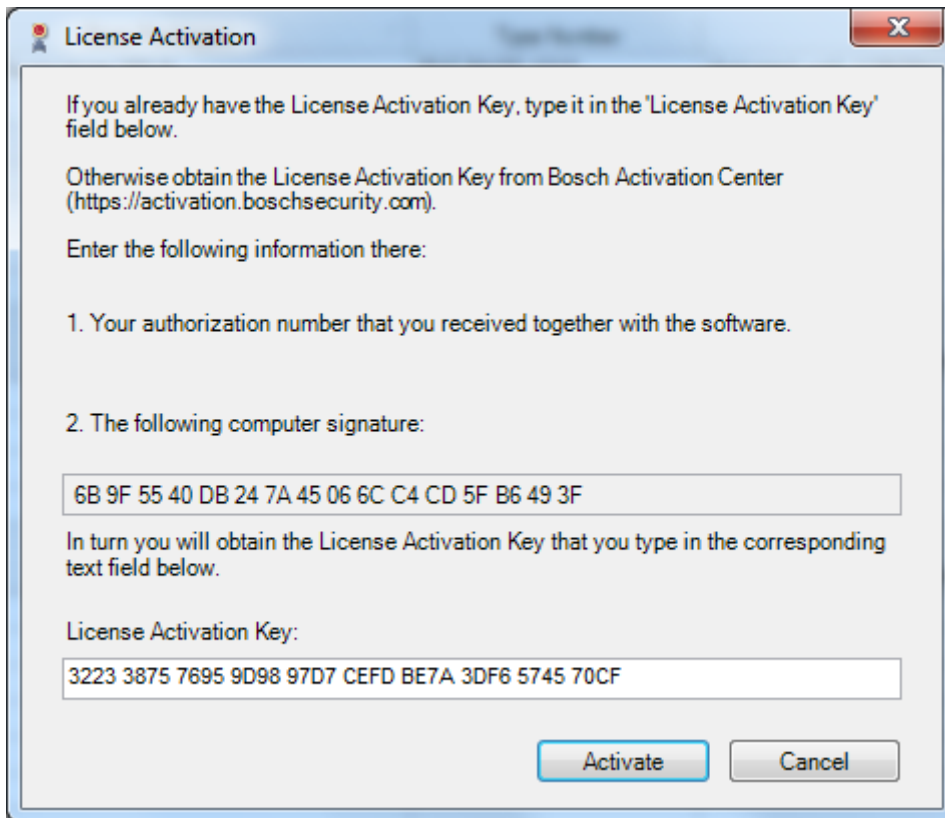 License Activation
If you already have the License Activation Key, type it in the 'License Activation Key'
field below.
Otherwise obtain the License Activation Key from Bosch Activation Center
(https://activation.boschsecurity.com).
Enter the following information there:
1. Your authorization number that you received together with the software.
2. The following computer signature:
6B 9F 55 40 DB 24 7A 45 06 6C C4 CD 5F B6 49 3F
In turn you will obtain the License Activation Key that you type in the corresponding
text field below.
License Activation Key:
3223 3875 7695 9D98 97D7 CEFD BE7A 3DF6 5745 70CF
Activate
Cancel